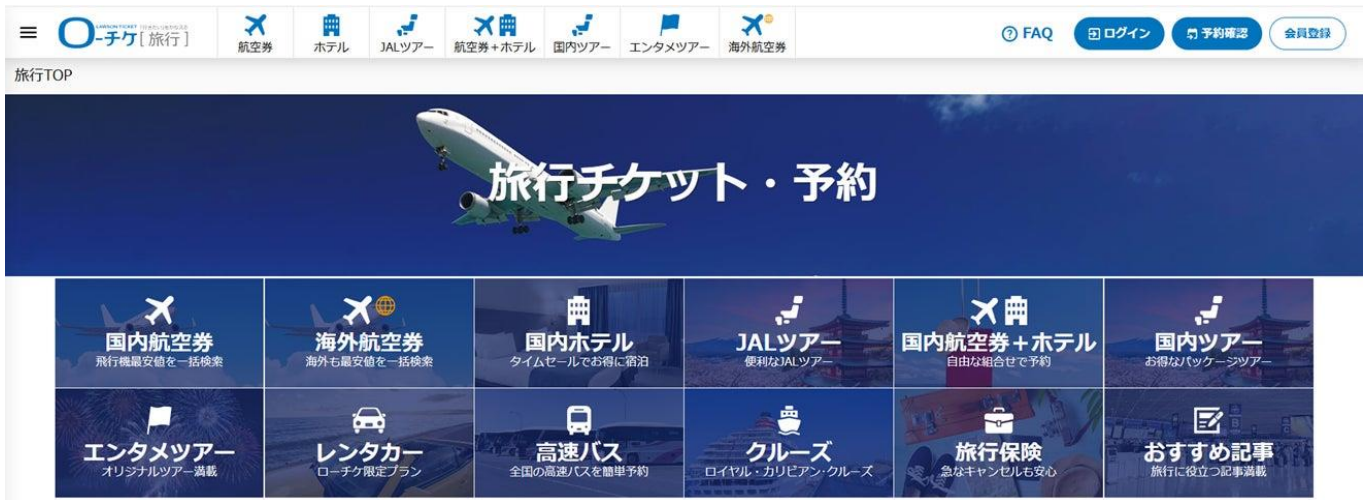 ローチケ[旅行]
航空券
ホテル
JALツアー
航空券+ホテル
国内ツアー
エンタメツアー
海外航空券
FAQ
ログイン
予約確認
会員登録
旅行TOP
旅行チケット・予約
国内航空券
飛行機最安値を一括検索
海外航空券
海外も最安値を一括検索
国内ホテル
タイムセールでお得に宿泊
JALツアー
便利なJALツアー
国内航空券+ホテル
自由な組合せで予約
国内ツアー
お得なパッケージツアー
エンタメツアー
オリジナルツアー満載
レンタカー
ローチケ限定プラン
高速バス
全国の高速バスを簡単予約
クルーズ
ロイヤル・カリビアン・クルーズ
旅行保険
急なキャンセルも安心
おすすめ記事
旅行に役立つ記事満載